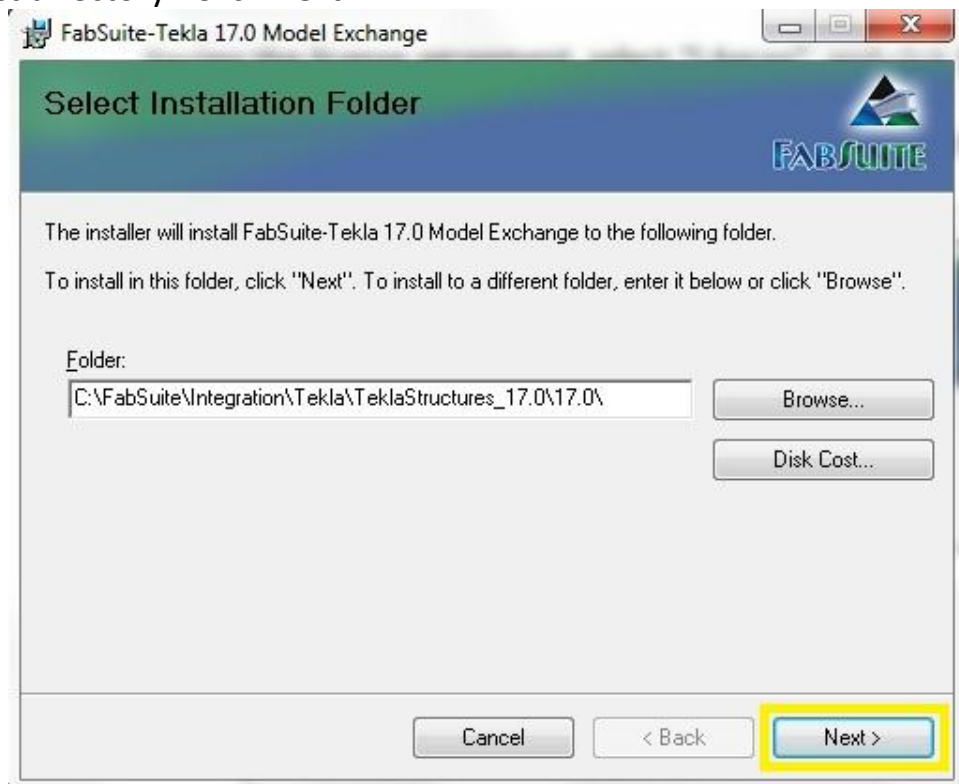 FabSuite-Tekla 17.0 Model Exchange
Select Installation Folder
FABSUITE
The installer will install FabSuite-Tekla 17.0 Model Exchange to the following folder.
To install in this folder, click "Next". To install to a different folder, enter it below or click "Browse".
Folder:
C:\FabSuite\Integration\Tekla\TeklaStructures_17.0\17.0\
Browse...
Disk Cost...
Cancel
< Back
Next >